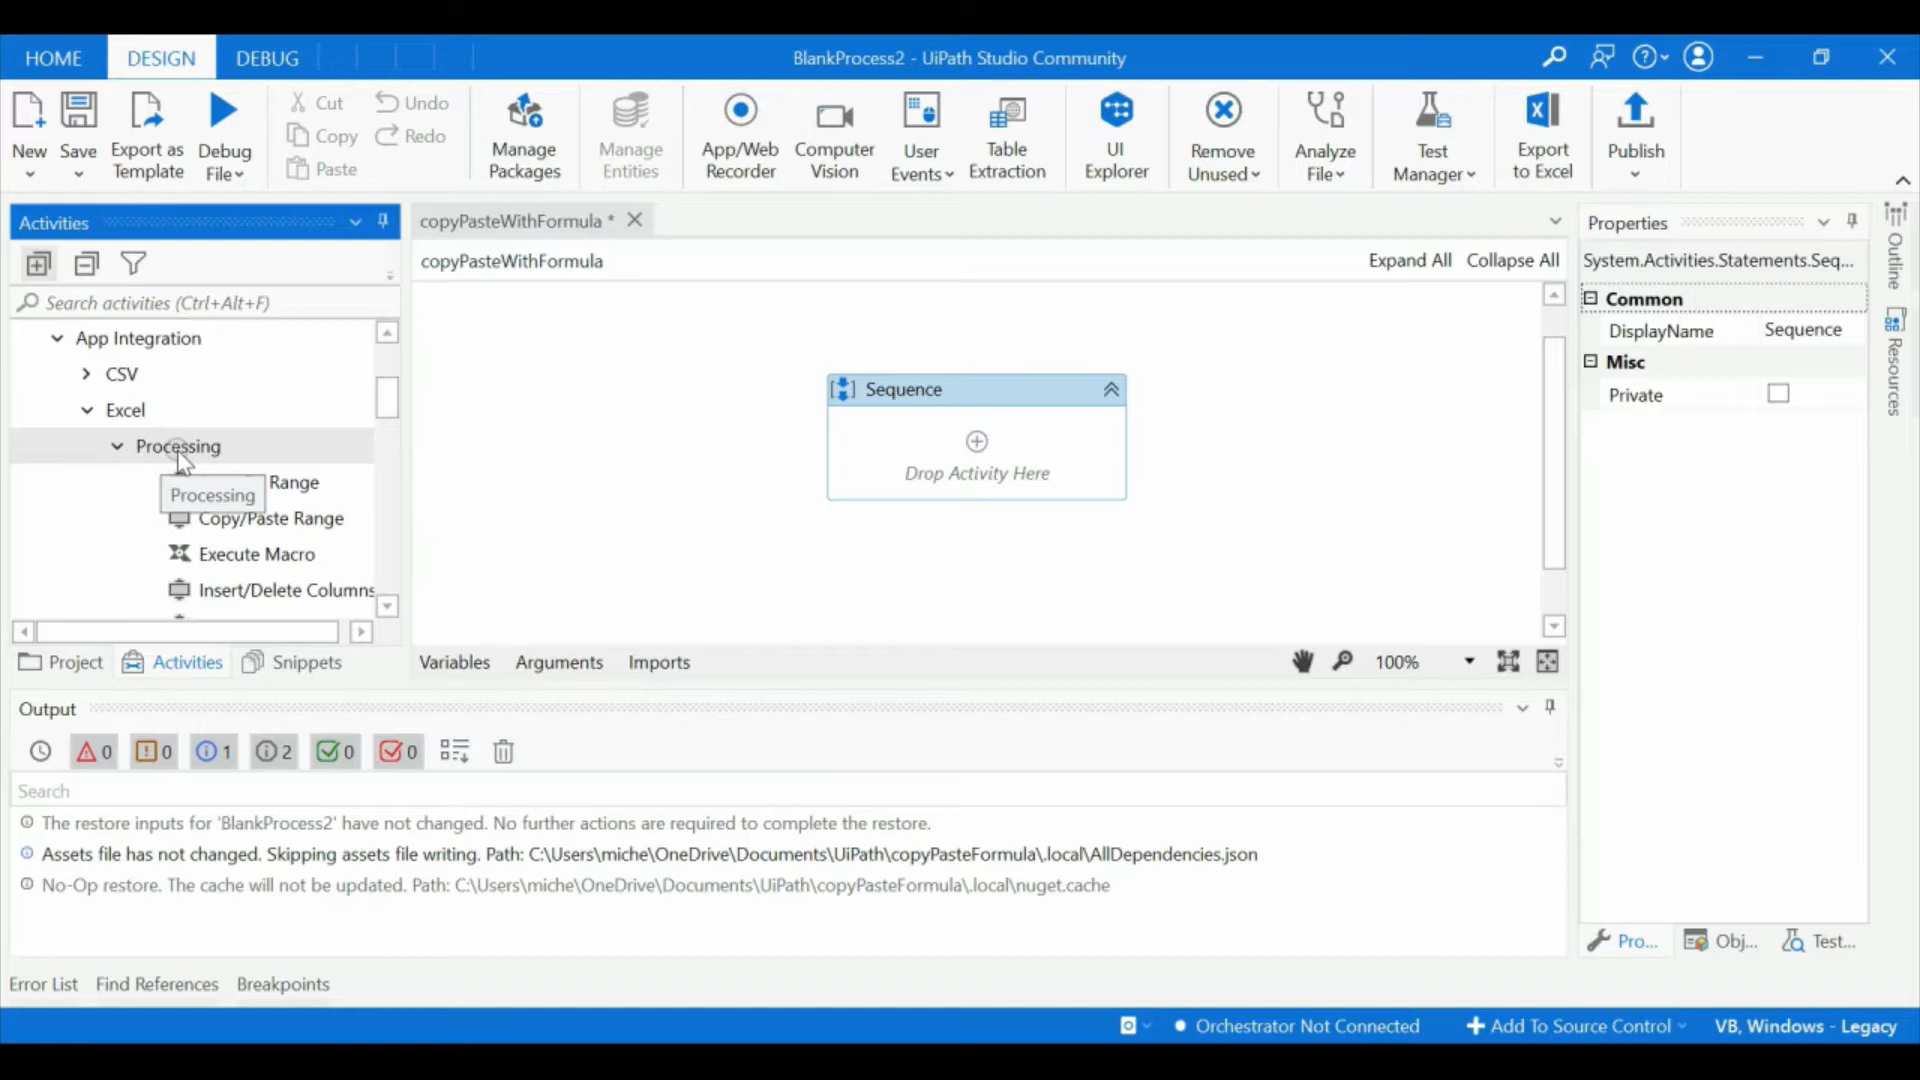 HOME DESIGN DEBUG BlankProcess2 - UiPath Studio Community
New
Save
Export as
Template
Debug
File
Cut
Copy
Paste
Undo
Redo
Manage
Packages
Manage
Entities
App/Web
Recorder
Computer
Vision
User
Events
Table
Extraction
UI
Explorer
Remove
Unused
Analyze
File
Test
Manager
Export
to Excel
Publish
Activities
Search activities (Ctrl+Alt+F)
App Integration
CSV
Excel
Processing
Range
Processing
Copy/Paste Range
Execute Macro
Insert/Delete Columns
Project Activities Snippets
copyPasteWithFormula *
copyPasteWithFormula Expand All Collapse All
Sequence
Drop Activity Here
Variables Arguments Imports 100%
Properties
System.Activities.Statements.Seq...
Common
DisplayName Sequence
Misc
Private
Outline
Resources
Output
0 0 1 2 0 0
Search
The restore inputs for 'BlankProcess2' have not changed. No further actions are required to complete the restore.
Assets file has not changed. Skipping assets file writing. Path: C:\Users\miche\OneDrive\Documents\UiPath\copyPasteFormula\.local\AllDependencies.json
No-Op restore. The cache will not be updated. Path: C:\Users\miche\OneDrive\Documents\UiPath\copyPasteFormula\.local\nuget.cache
Pro... Obj... Test...
Error List Find References Breakpoints
Orchestrator Not Connected Add To Source Control VB, Windows - Legacy